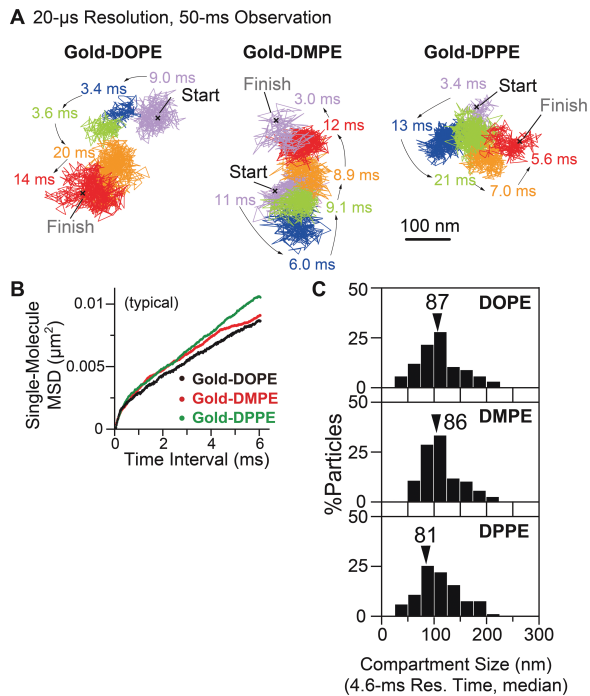 A 20-µs Resolution, 50-ms Observation
Gold-DOPE
3.4 ms
9.0 ms
3.6 ms
Start
20 ms
14 ms
Finish
Gold-DMPE
Finish
3.0 ms
12 ms
Start
8.9 ms
11 ms
9.1 ms
6.0 ms
Gold-DPPE
3.4 ms
Start
Finish
13 ms
5.6 ms
21 ms
7.0 ms
100 nm
B
(typical)
Single-Molecule
MSD (µm²)
0.01
0.005
0
Gold-DOPE
Gold-DMPE
Gold-DPPE
0 2 4 6
Time Interval (ms)
C
%Particles
50
25
0
87
DOPE
50
25
0
86
DMPE
50
25
0
81
DPPE
0 100 200 300
Compartment Size (nm)
(4.6-ms Res. Time, median)